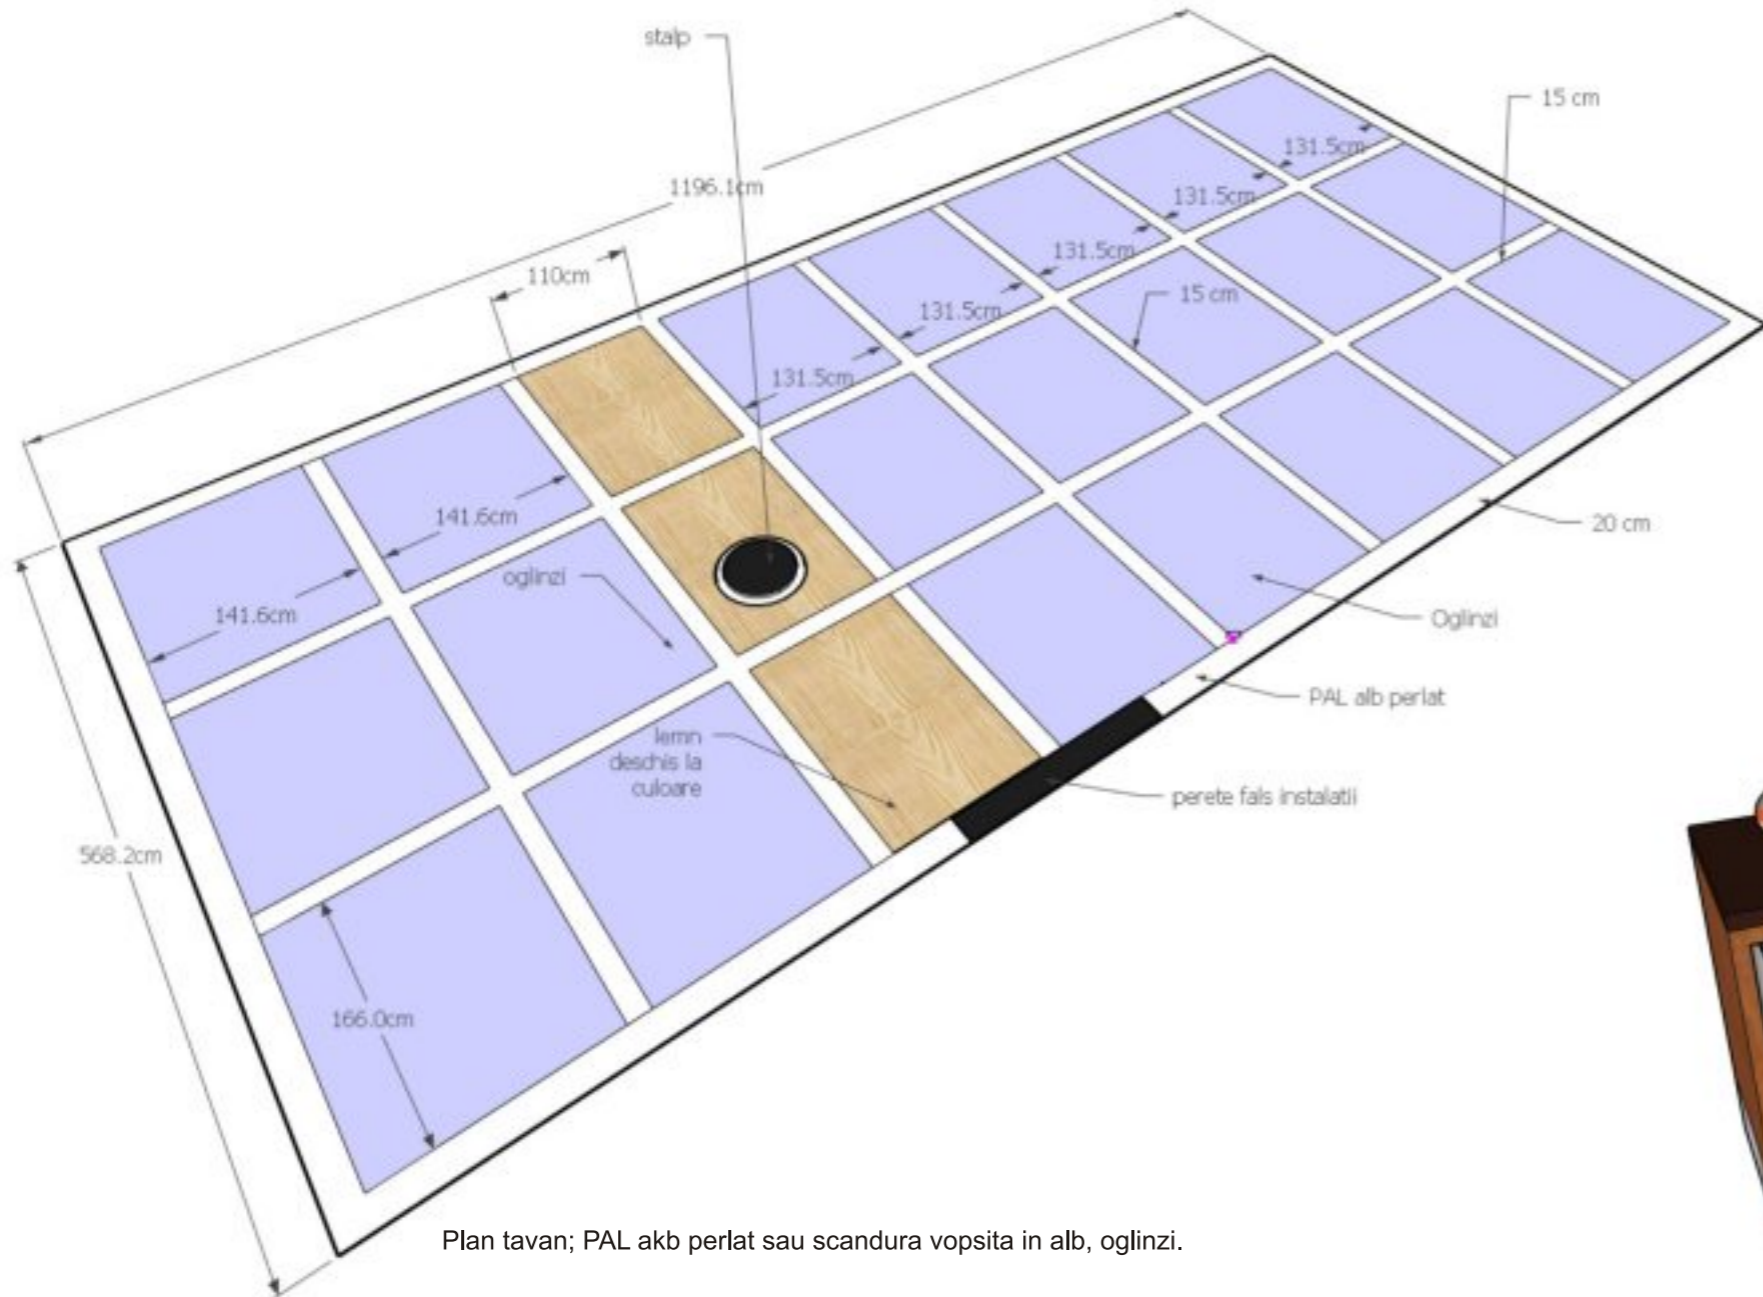 stalp
15 cm
131.5cm
1196.1cm
131.5cm
131.5cm
110cm
15 cm
131.5cm
131.5cm
141.6cm
20 cm
oglinzi
141.6cm
Oglinzi
PAL alb perlat
lemn
deschis la
culoare
perete fals instalatii
568.2cm
166.0cm
Plan tavan; PAL akb perlat sau scandura vopsita in alb, oglinzi.